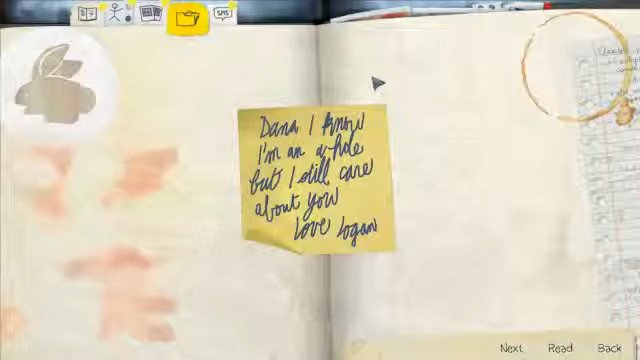 SMS
Dana I know
I'm an a-hole
but I still care
about you
Love Logan
Next
Read
Back